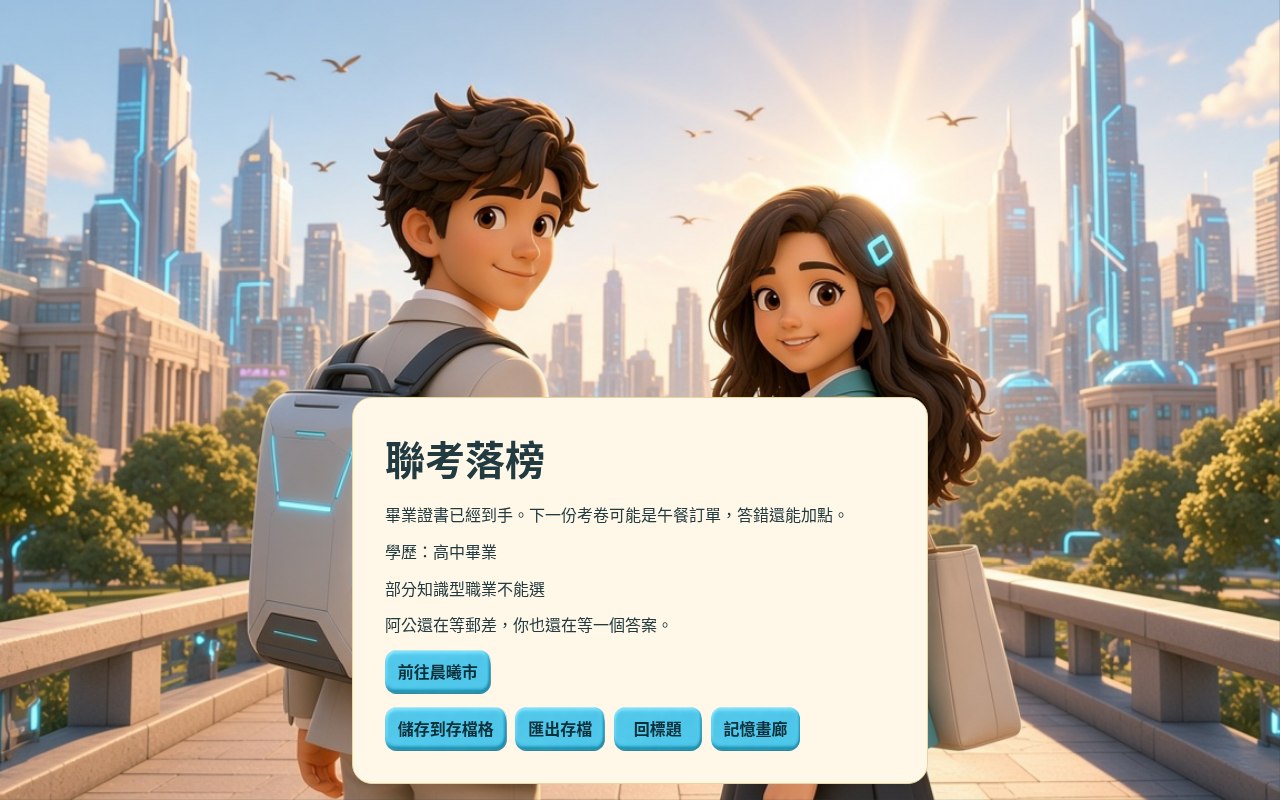 聯考落榜
畢業證書已經到手。下一份考卷可能是午餐訂單，答錯還能加點。
學歷：高中畢業
部分知識型職業不能選
阿公還在等郵差，你也還在等一個答案。
前往晨曦市
儲存到存檔格
匯出存檔
回標題
記憶畫廊